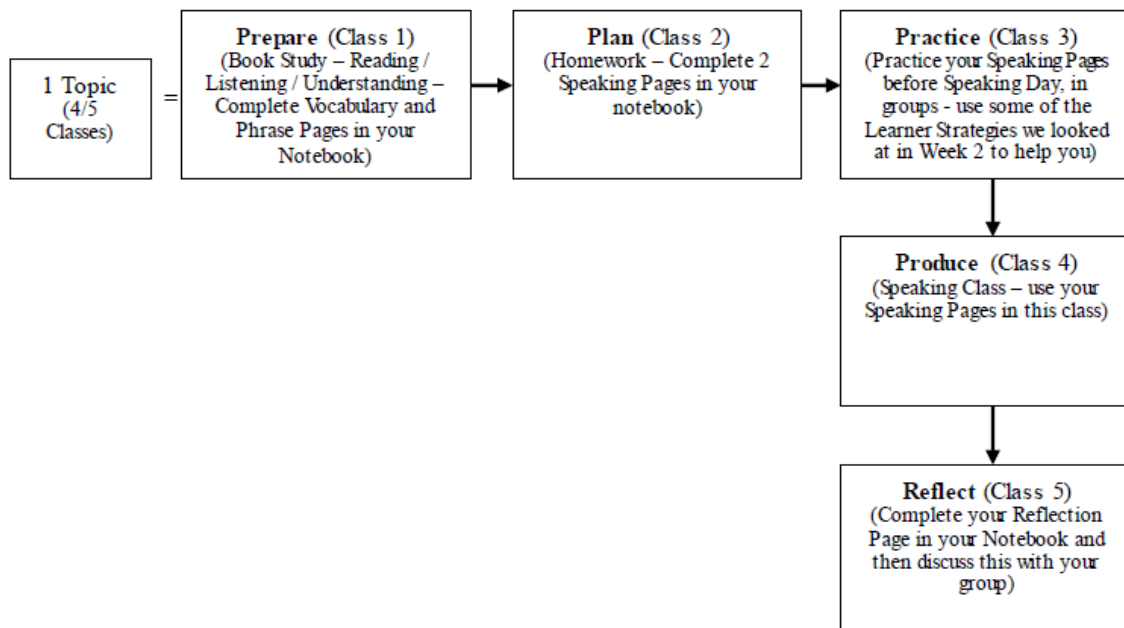 1 Topic
(4/5
Classes)
=
Prepare (Class 1)
(Book Study – Reading /
Listening / Understanding –
Complete Vocabulary and
Phrase Pages in your
Notebook)
Plan (Class 2)
(Homework – Complete 2
Speaking Pages in your
notebook)
Practice (Class 3)
(Practice your Speaking Pages
before Speaking Day, in
groups - use some of the
Learner Strategies we looked
at in Week 2 to help you)
Produce (Class 4)
(Speaking Class – use your
Speaking Pages in this class)
Reflect (Class 5)
(Complete your Reflection
Page in your Notebook and
then discuss this with your
group)